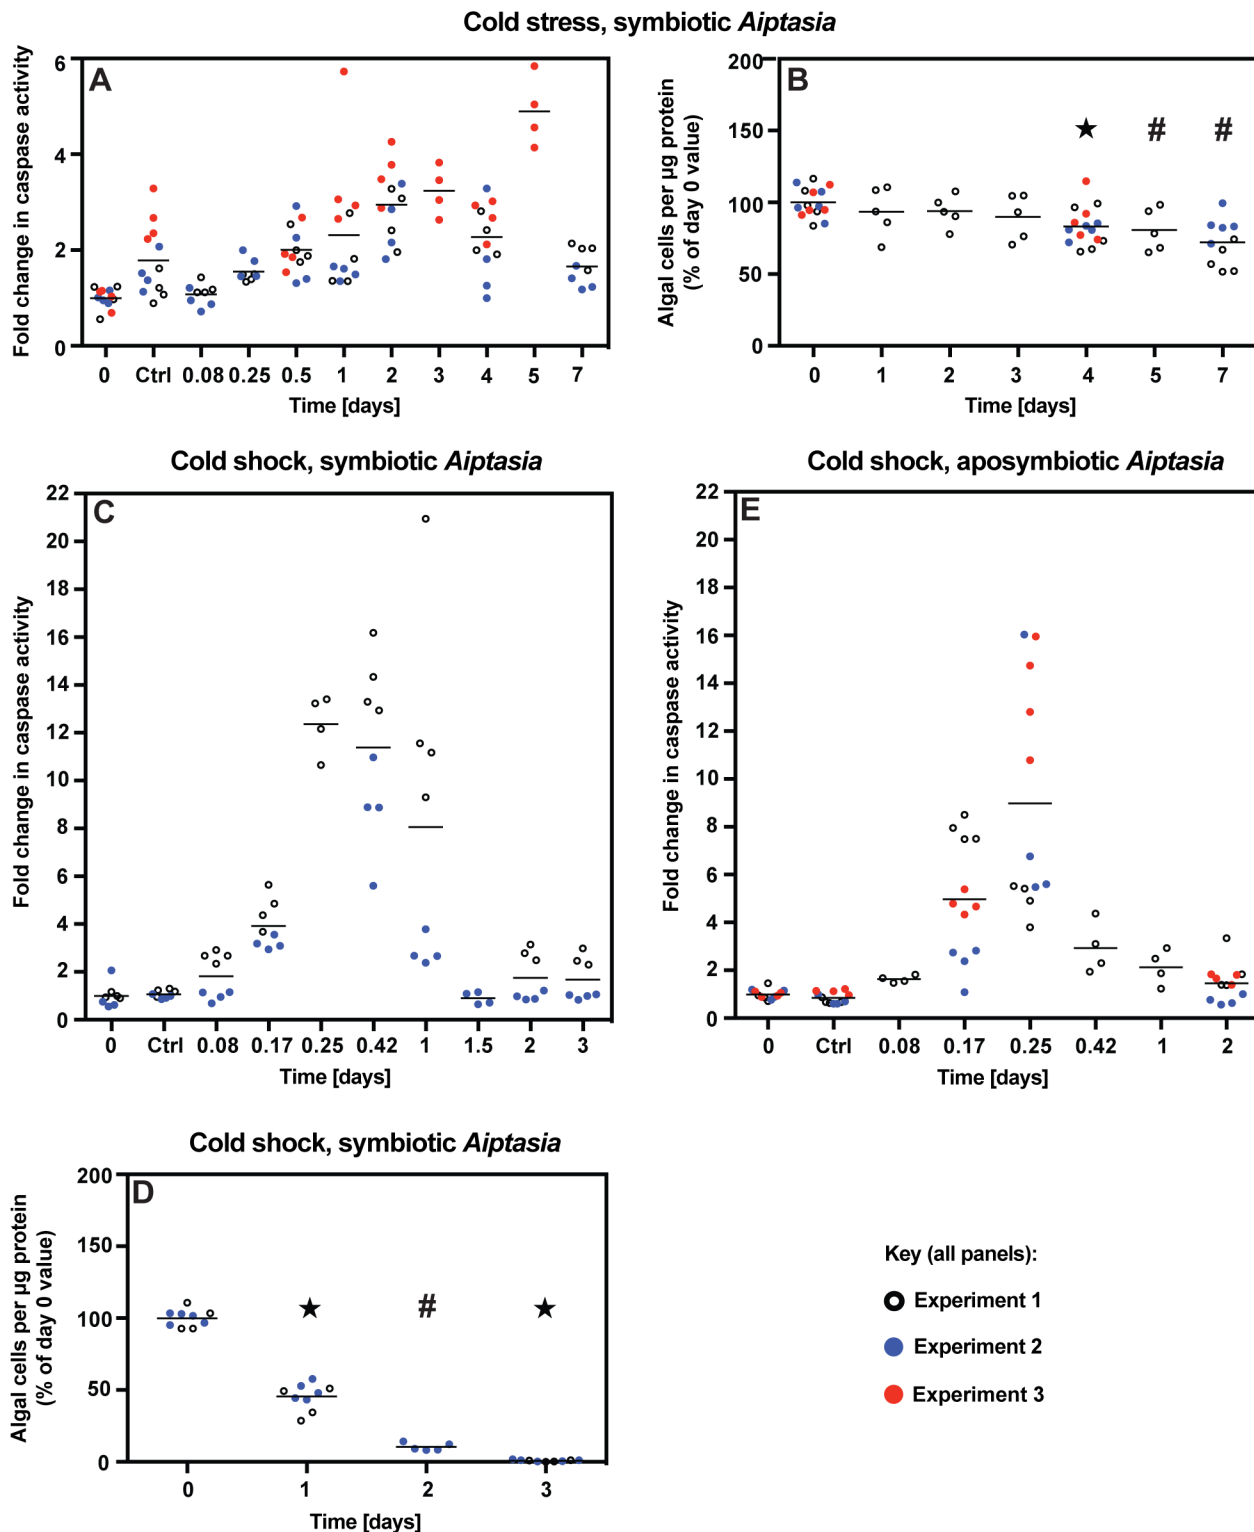 Cold stress, symbiotic Aiptasia
A
Fold change in caspase activity
6
4
2
0
0 Ctrl 0.08 0.25 0.5 1 2 3 4 5 7
Time [days]
B
Algal cells per µg protein
(% of day 0 value)
200
150
100
50
0
★ # #
0 1 2 3 4 5 7
Time [days]
Cold shock, symbiotic Aiptasia
C
Fold change in caspase activity
22
20
18
16
14
12
10
8
6
4
2
0
0 Ctrl 0.08 0.17 0.25 0.42 1 1.5 2 3
Time [days]
Cold shock, aposymbiotic Aiptasia
E
Fold change in caspase activity
22
20
18
16
14
12
10
8
6
4
2
0
0 Ctrl 0.08 0.17 0.25 0.42 1 2
Time [days]
Cold shock, symbiotic Aiptasia
D
Algal cells per µg protein
(% of day 0 value)
200
150
100
50
0
★ # ★
0 1 2 3
Time [days]
Key (all panels):
Experiment 1
Experiment 2
Experiment 3